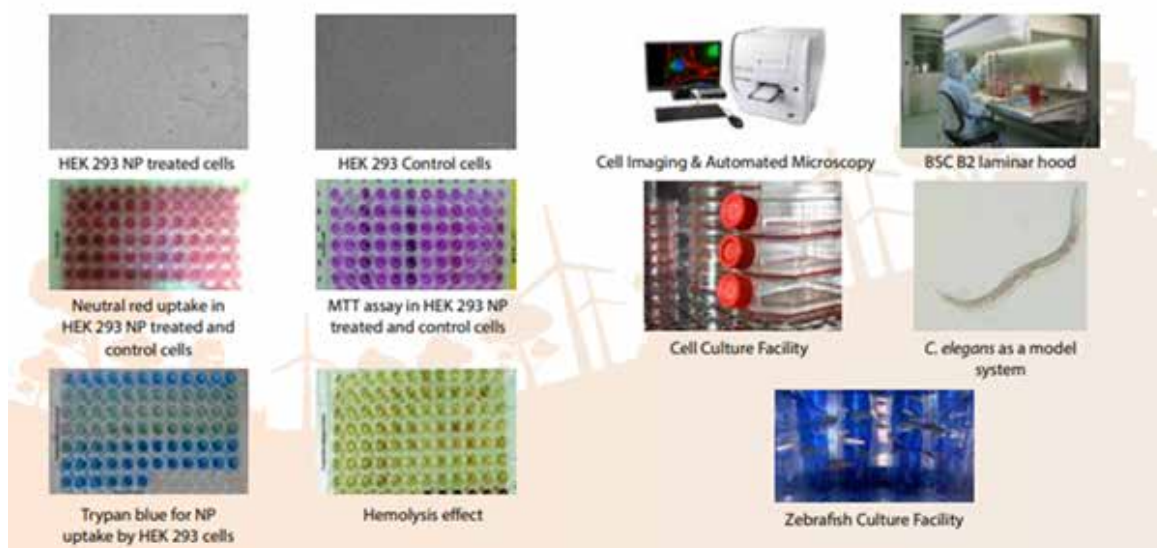 HEK 293 NP treated cells
HEK 293 Control cells
Cell Imaging & Automated Microscopy
BSC B2 laminar hood
Neutral red uptake in
HEK 293 NP treated and
control cells
MTT assay in HEK 293 NP
treated and control cells
Cell Culture Facility
C. elegans as a model
system
Trypan blue for NP
uptake by HEK 293 cells
Hemolysis effect
Zebrafish Culture Facility